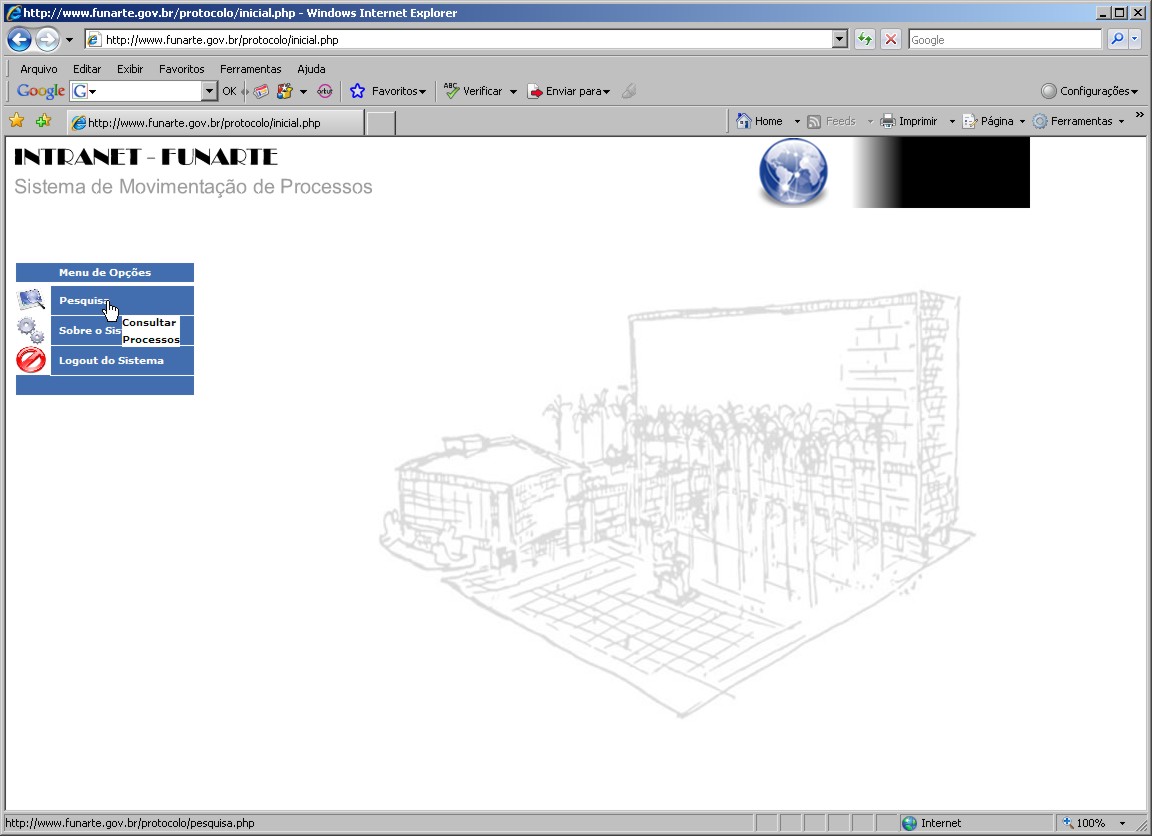 http://www.funarte.gov.br/protocolo/inicial.php - Windows Internet Explorer
http://www.funarte.gov.br/protocolo/inicial.php
Google
Arquivo Editar Exibir Favoritos Ferramentas Ajuda
Google G OK Favoritos ABC Verificar Enviar para Configurações
http://www.funarte.gov.br/protocolo/inicial.php
Home Feeds Imprimir Página Ferramentas »
INTRANET - FUNARTE
Sistema de Movimentação de Processos
Menu de Opções
Pesquisa
Sobre o Sis
Consultar
Processos
Logout do Sistema
http://www.funarte.gov.br/protocolo/pesquisa.php Internet 100%